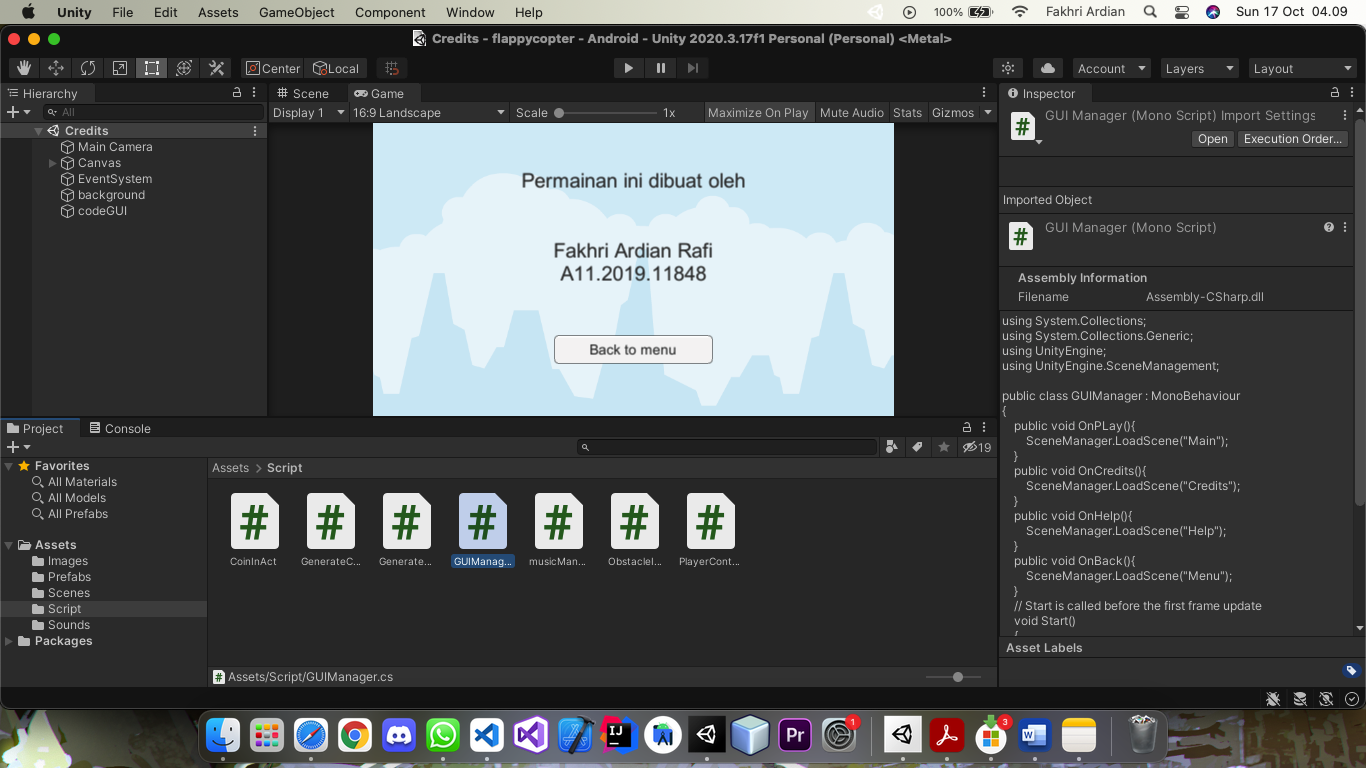 Unity File Edit Assets GameObject Component Window Help 100% Fakhri Ardian Sun 17 Oct 04.09
Credits - flappycopter - Android - Unity 2020.3.17f1 Personal (Personal) <Metal>
Center Local Account Layers Layout
Hierarchy
All
Credits
Main Camera
Canvas
EventSystem
background
codeGUI
Scene Game
Display 1 16:9 Landscape Scale 1x Maximize On Play Mute Audio Stats Gizmos
Permainan ini dibuat oleh
Fakhri Ardian Rafi
A11.2019.11848
Back to menu
Inspector
GUI Manager (Mono Script) Import Settings
Open Execution Order...
Imported Object
GUI Manager (Mono Script)
Assembly Information
Filename Assembly-CSharp.dll
using System.Collections;
using System.Collections.Generic;
using UnityEngine;
using UnityEngine.SceneManagement;
public class GUIManager : MonoBehaviour
{
public void OnPLay(){
SceneManager.LoadScene("Main");
}
public void OnCredits(){
SceneManager.LoadScene("Credits");
}
public void OnHelp(){
SceneManager.LoadScene("Help");
}
public void OnBack(){
SceneManager.LoadScene("Menu");
}
// Start is called before the first frame update
void Start()
{
Asset Labels
Project Console
19
Favorites
All Materials
All Models
All Prefabs
Assets
Images
Prefabs
Scenes
Script
Sounds
Packages
Assets > Script
CoinInAct GenerateC... Generate... GUIManag... musicMan... ObstacleI... PlayerCont...
Assets/Script/GUIManager.cs
IJ Pr 1 3 W